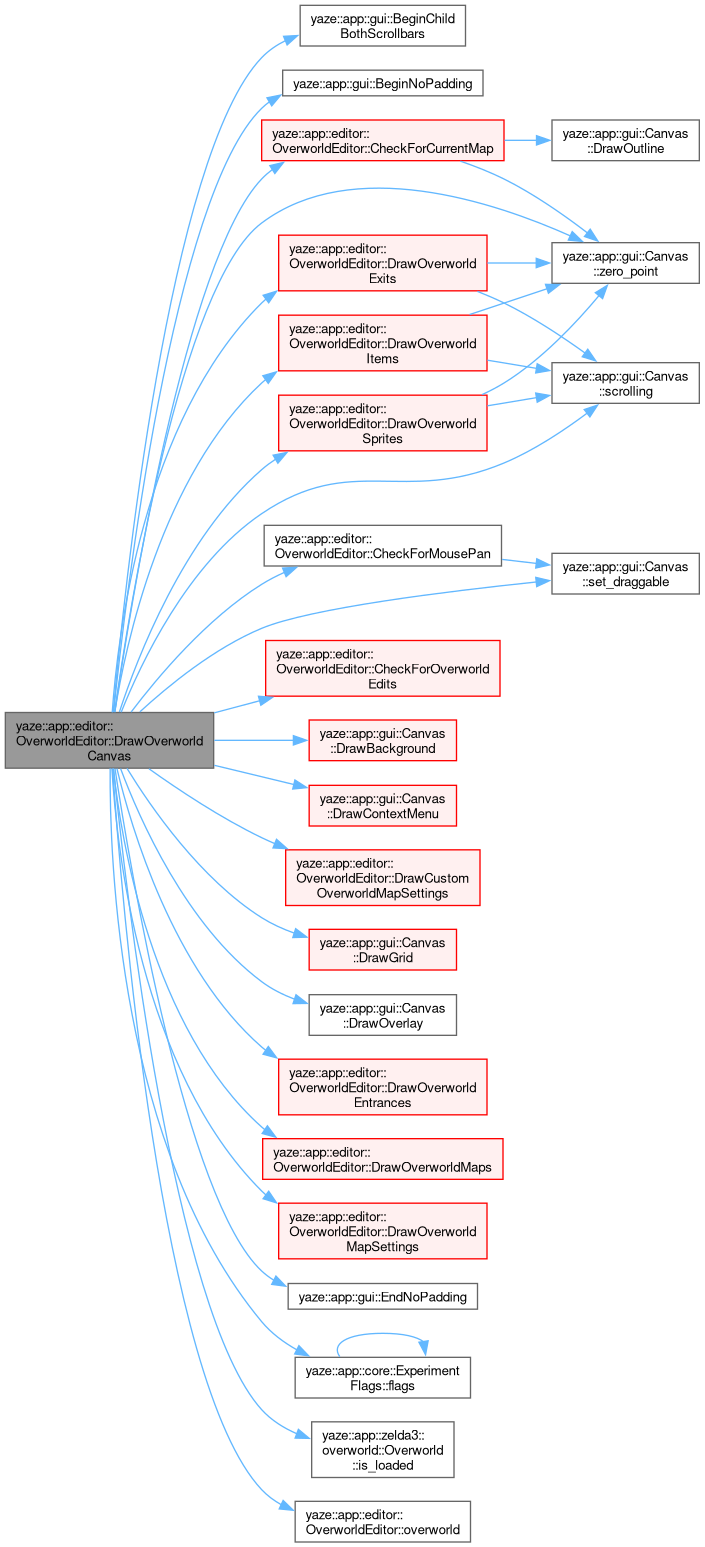 yaze::app::gui::BeginChild
BothScrollbars
yaze::app::gui::BeginNoPadding
yaze::app::editor::
OverworldEditor::CheckForCurrentMap
yaze::app::gui::Canvas
::DrawOutline
yaze::app::gui::Canvas
::zero_point
yaze::app::editor::
OverworldEditor::DrawOverworld
Exits
yaze::app::editor::
OverworldEditor::DrawOverworld
Items
yaze::app::gui::Canvas
::scrolling
yaze::app::editor::
OverworldEditor::DrawOverworld
Sprites
yaze::app::editor::
OverworldEditor::CheckForMousePan
yaze::app::gui::Canvas
::set_draggable
yaze::app::editor::
OverworldEditor::CheckForOverworld
Edits
yaze::app::editor::
OverworldEditor::DrawOverworld
Canvas
yaze::app::gui::Canvas
::DrawBackground
yaze::app::gui::Canvas
::DrawContextMenu
yaze::app::editor::
OverworldEditor::DrawCustom
OverworldMapSettings
yaze::app::gui::Canvas
::DrawGrid
yaze::app::gui::Canvas
::DrawOverlay
yaze::app::editor::
OverworldEditor::DrawOverworld
Entrances
yaze::app::editor::
OverworldEditor::DrawOverworldMaps
yaze::app::editor::
OverworldEditor::DrawOverworld
MapSettings
yaze::app::gui::EndNoPadding
yaze::app::core::Experiment
Flags::flags
yaze::app::zelda3::
overworld::Overworld
::is_loaded
yaze::app::editor::
OverworldEditor::overworld